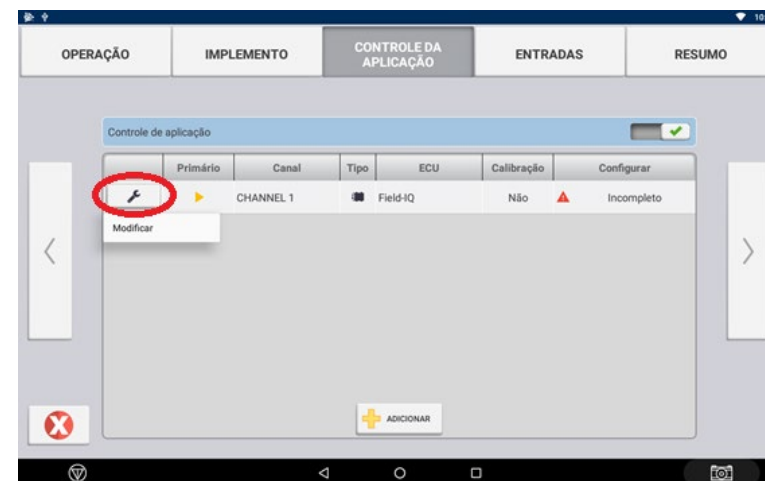 10
OPERAÇÃO
IMPLEMENTO
CONTROLE DA
APLICAÇÃO
ENTRADAS
RESUMO
Controle de aplicação
Primário Canal Tipo ECU Calibração Configurar
CHANNEL 1 Field-IQ Não Incompleto
Modificar
ADICIONAR